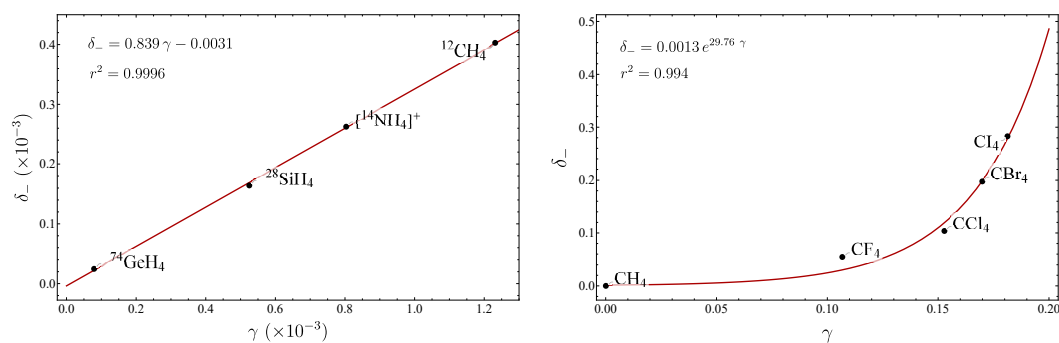 δ₋ = 0.839 γ − 0.0031
r² = 0.9996
¹²CH₄
[¹⁴NH₄]⁺
²⁸SiH₄
⁷⁴GeH₄
0.4
0.3
0.2
0.1
0.0
δ₋ (×10⁻³)
0.0 0.2 0.4 0.6 0.8 1.0 1.2
γ (×10⁻³)
δ₋ = 0.0013 e^{29.76 γ}
r² = 0.994
CI₄
CBr₄
CCl₄
CF₄
CH₄
0.5
0.4
0.3
0.2
0.1
0.0
δ₋
0.00 0.05 0.10 0.15 0.20
γ